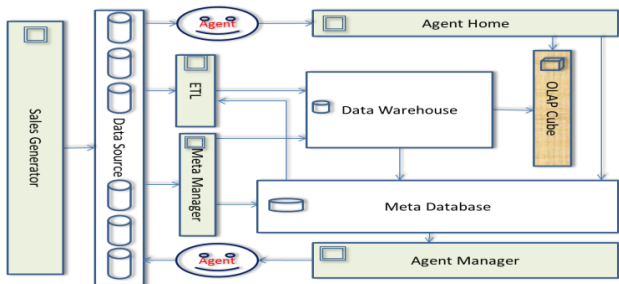 Agent
Agent Home
Sales Generator
Data Source
ETL
Data Warehouse
OLAP Cube
Meta Manager
Meta Database
Agent
Agent Manager